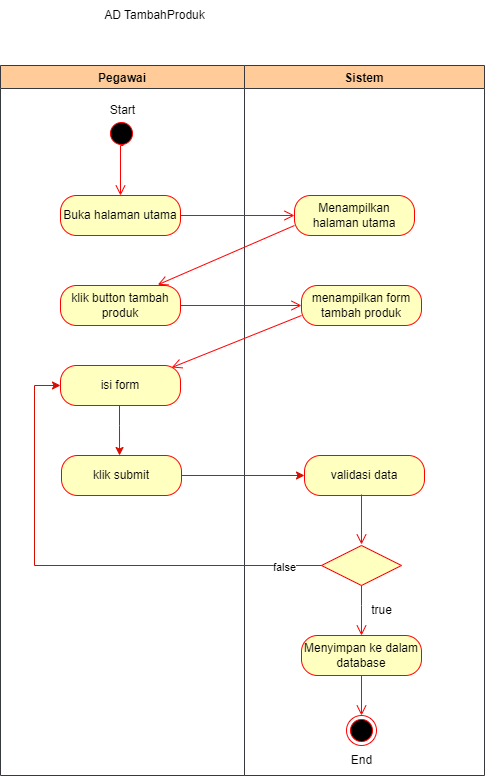 AD TambahProduk
Pegawai
Sistem
Start
Buka halaman utama
Menampilkan
halaman utama
klik button tambah
produk
menampilkan form
tambah produk
isi form
klik submit
validasi data
false
true
Menyimpan ke dalam
database
End